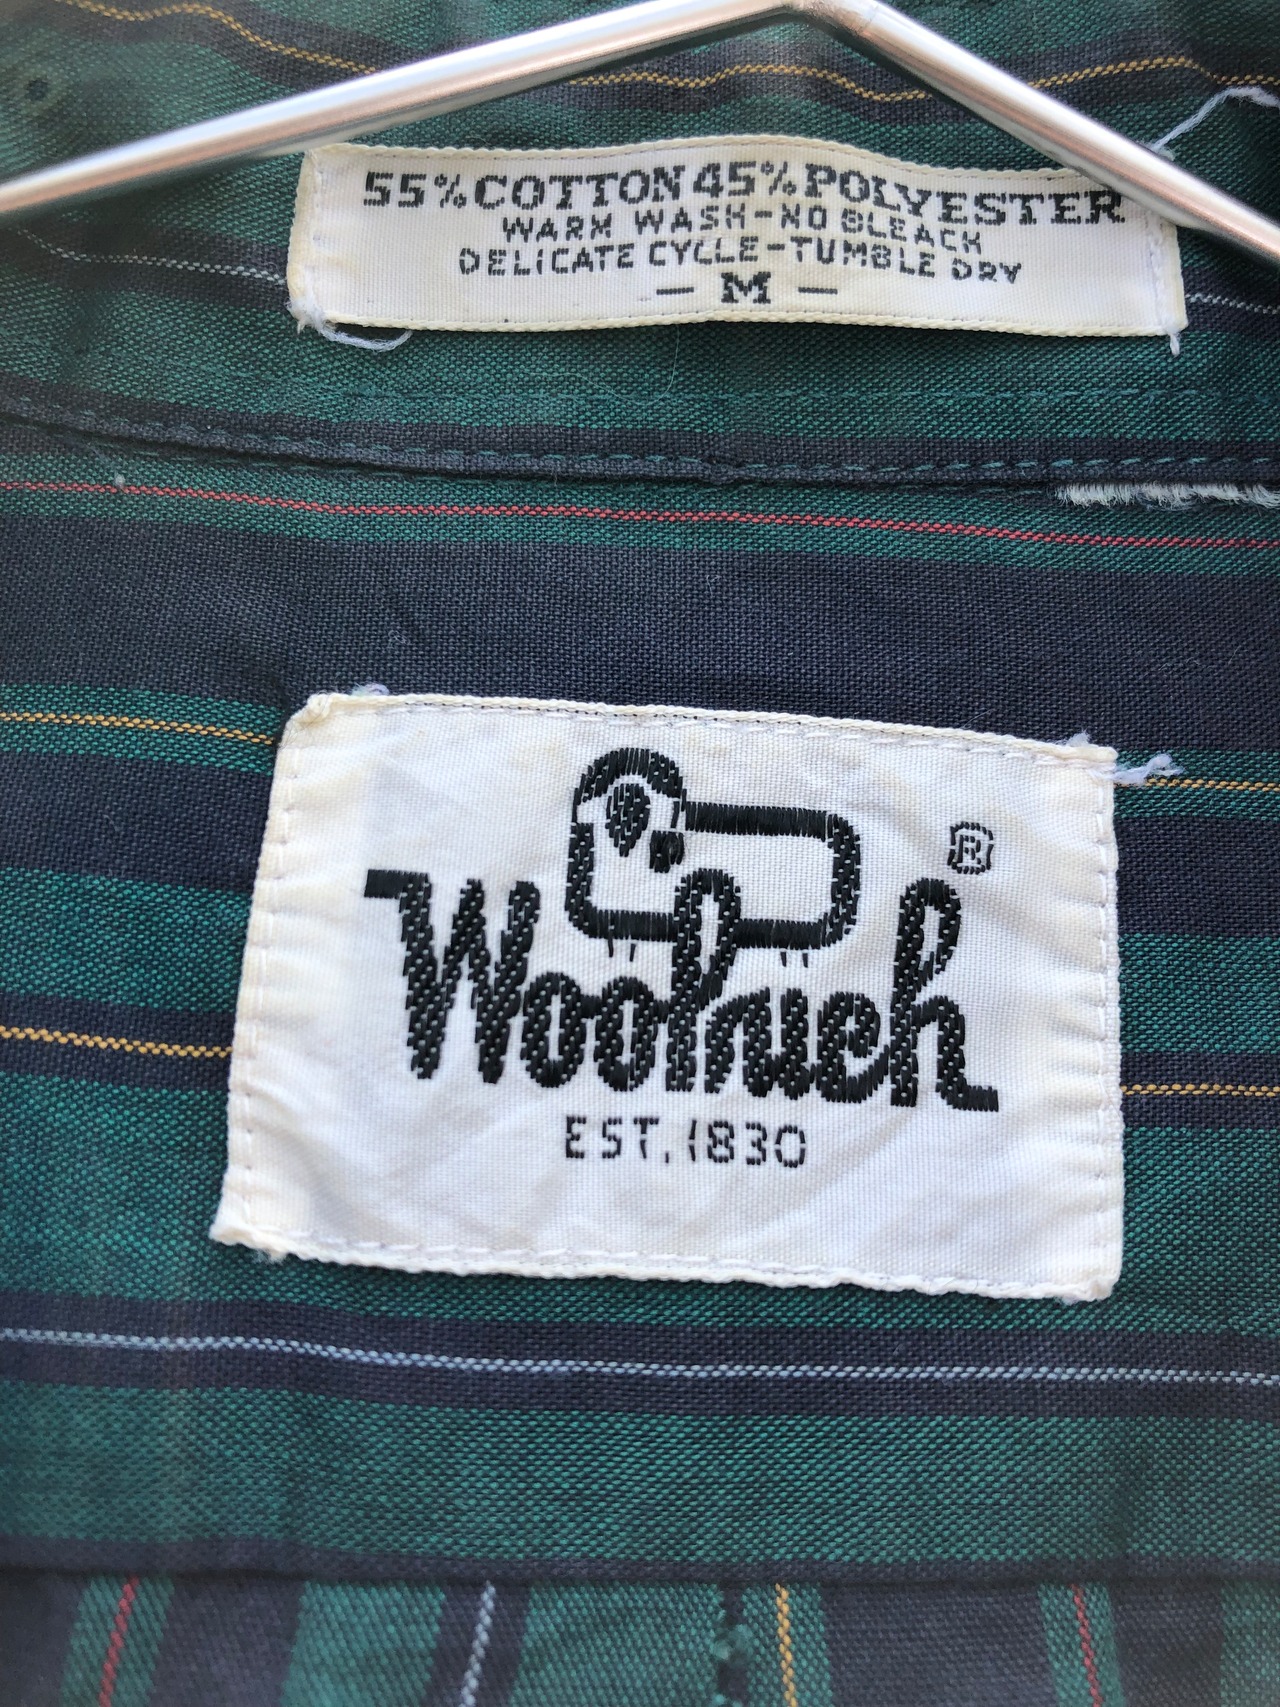 55% COTTON 45% POLYESTER
WARM WASH-NO BLEACH
DELICATE CYCLE-TUMBLE DRY
— M —
®
Woolrich
EST. 1830